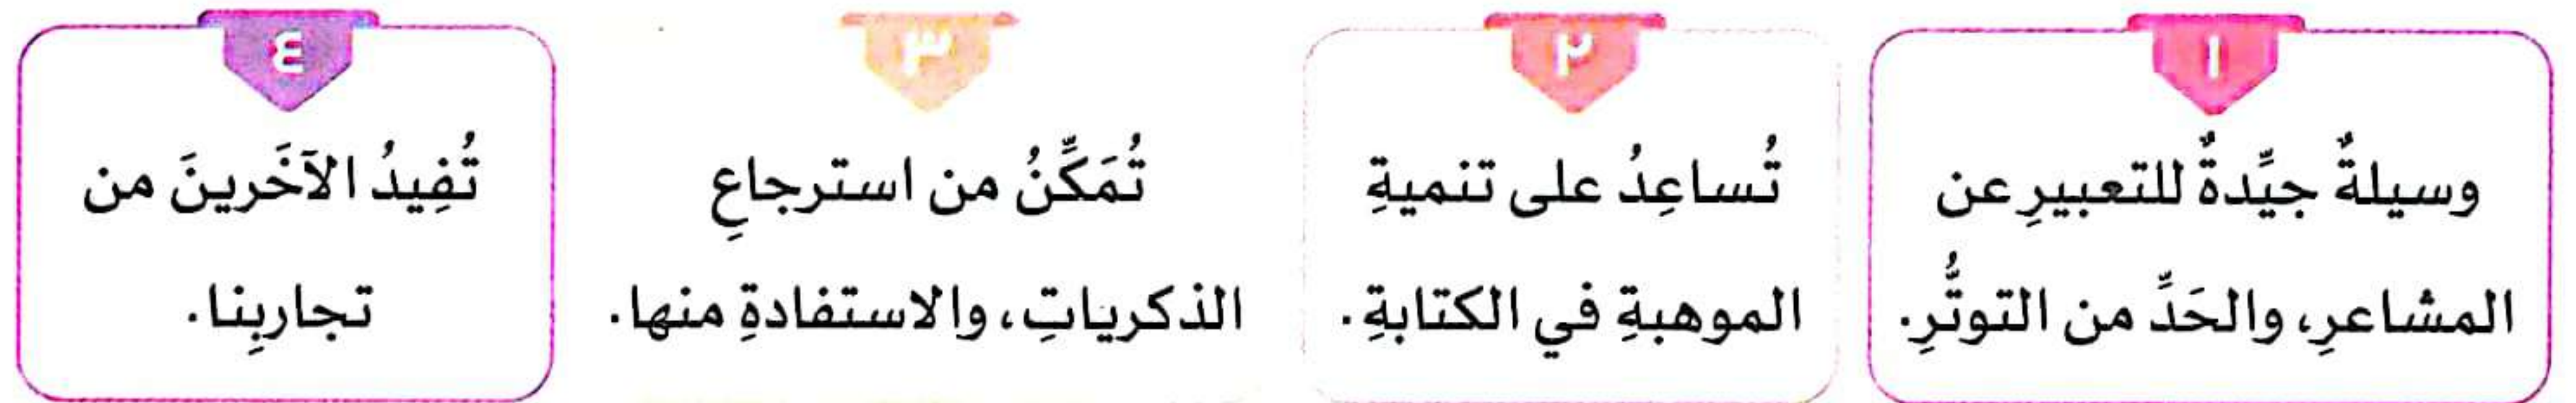 ١
وسيلةٌ جيِّدةٌ للتعبيرِ عن
المشاعرِ، والحَدِّ من التوتُّرِ.
٢
تُساعِدُ على تنميةِ
الموهبةِ في الكتابةِ.
٣
تُمَكِّنُ من استرجاعِ
الذكرياتِ، والاستفادةِ منها.
٤
تُفِيدُ الآخَرينَ من
تجاربِنا.